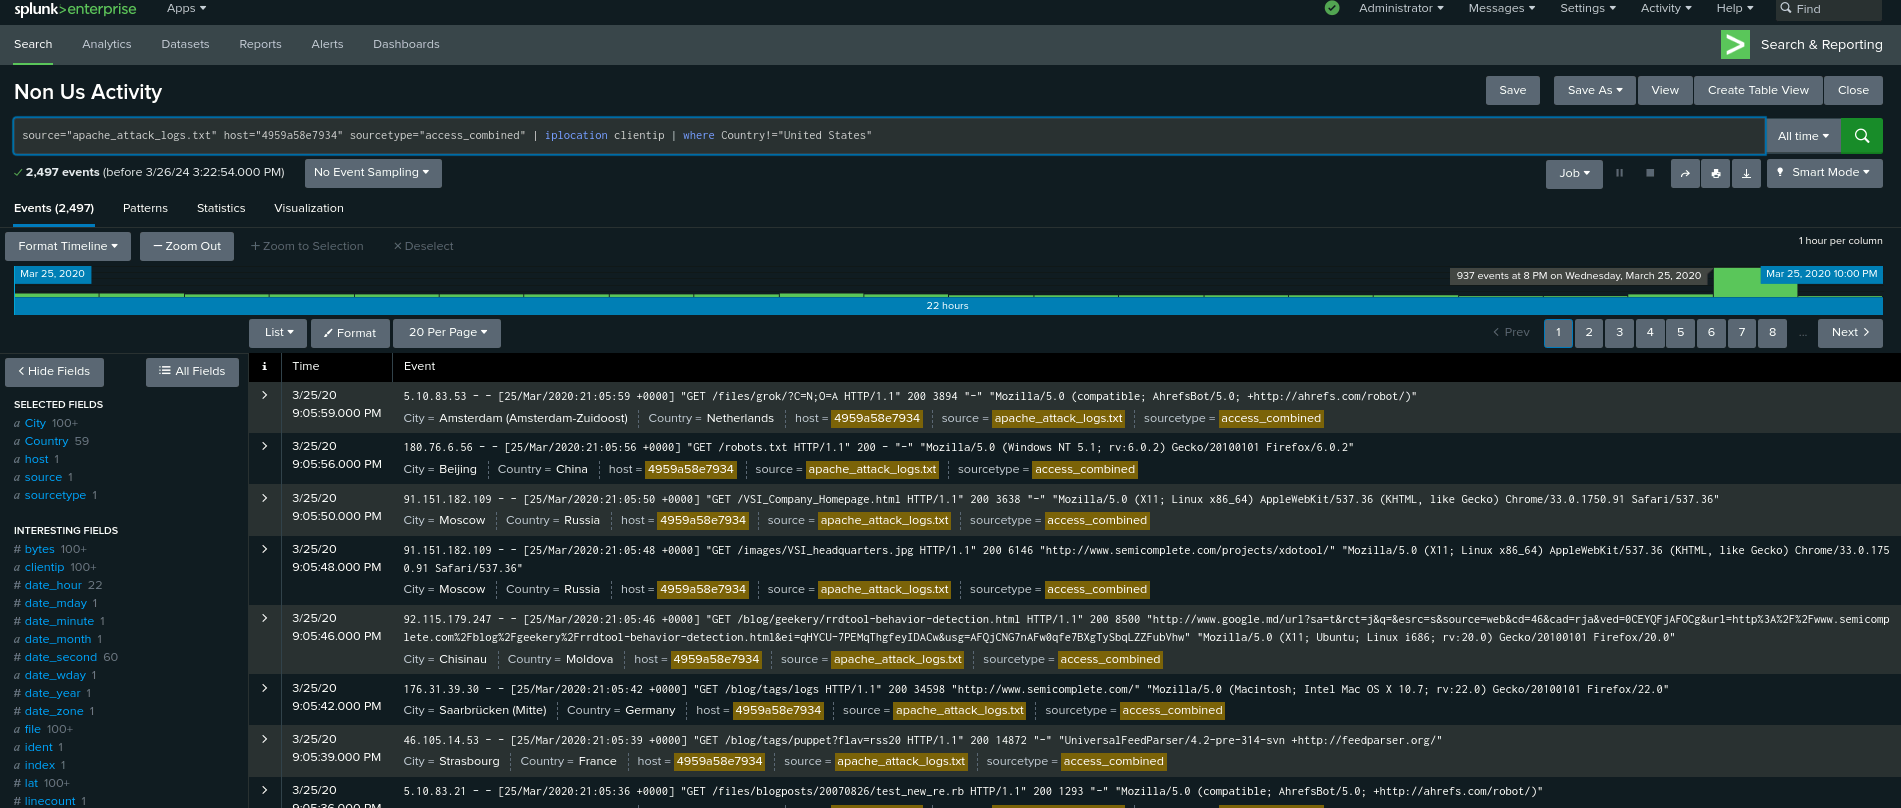 splunk>enterprise Apps Administrator Messages Settings Activity Help Find
Search Analytics Datasets Reports Alerts Dashboards > Search & Reporting
Non Us Activity Save Save As View Create Table View Close
source="apache_attack_logs.txt" host="4959a58e7934" sourcetype="access_combined" | iplocation clientip | where Country!="United States" All time
✓ 2,497 events (before 3/26/24 3:22:54.000 PM) No Event Sampling Job Smart Mode
Events (2,497) Patterns Statistics Visualization
Format Timeline — Zoom Out + Zoom to Selection × Deselect 1 hour per column
Mar 25, 2020 937 events at 8 PM on Wednesday, March 25, 2020 Mar 25, 2020 10:00 PM
22 hours
List Format 20 Per Page < Prev 1 2 3 4 5 6 7 8 ... Next >
< Hide Fields All Fields
SELECTED FIELDS
a City 100+
a Country 59
a host 1
a source 1
a sourcetype 1
INTERESTING FIELDS
# bytes 100+
a clientip 100+
# date_hour 22
# date_mday 1
# date_minute 1
a date_month 1
# date_second 60
a date_wday 1
# date_year 1
# date_zone 1
a file 100+
a ident 1
a index 1
# lat 100+
# linecount 1
i Time Event
3/25/20
9:05:59.000 PM
5.10.83.53 - - [25/Mar/2020:21:05:59 +0000] "GET /files/grok/?C=N;O=A HTTP/1.1" 200 3894 "-" "Mozilla/5.0 (compatible; AhrefsBot/5.0; +http://ahrefs.com/robot/)"
City = Amsterdam (Amsterdam-Zuidoost) Country = Netherlands host = 4959a58e7934 source = apache_attack_logs.txt sourcetype = access_combined
3/25/20
9:05:56.000 PM
180.76.6.56 - - [25/Mar/2020:21:05:56 +0000] "GET /robots.txt HTTP/1.1" 200 - "-" "Mozilla/5.0 (Windows NT 5.1; rv:6.0.2) Gecko/20100101 Firefox/6.0.2"
City = Beijing Country = China host = 4959a58e7934 source = apache_attack_logs.txt sourcetype = access_combined
3/25/20
9:05:50.000 PM
91.151.182.109 - - [25/Mar/2020:21:05:50 +0000] "GET /VSI_Company_Homepage.html HTTP/1.1" 200 3638 "-" "Mozilla/5.0 (X11; Linux x86_64) AppleWebKit/537.36 (KHTML, like Gecko) Chrome/33.0.1750.91 Safari/537.36"
City = Moscow Country = Russia host = 4959a58e7934 source = apache_attack_logs.txt sourcetype = access_combined
3/25/20
9:05:48.000 PM
91.151.182.109 - - [25/Mar/2020:21:05:48 +0000] "GET /images/VSI_headquarters.jpg HTTP/1.1" 200 6146 "http://www.semicomplete.com/projects/xdotool/" "Mozilla/5.0 (X11; Linux x86_64) AppleWebKit/537.36 (KHTML, like Gecko) Chrome/33.0.175
0.91 Safari/537.36"
City = Moscow Country = Russia host = 4959a58e7934 source = apache_attack_logs.txt sourcetype = access_combined
3/25/20
9:05:46.000 PM
92.115.179.247 - - [25/Mar/2020:21:05:46 +0000] "GET /blog/geekery/rrdtool-behavior-detection.html HTTP/1.1" 200 8500 "http://www.google.md/url?sa=t&rct=j&q=&esrc=s&source=web&cd=46&cad=rja&ved=0CEYQFjAFOCg&url=http%3A%2F%2Fwww.semicomp
lete.com%2Fblog%2Fgeekery%2Frrdtool-behavior-detection.html&ei=qHYCU-7PEMqThgfeyIDACw&usg=AFQjCNG7nAFw0qfe7BXgTySbqLZZFubVhw" "Mozilla/5.0 (X11; Ubuntu; Linux i686; rv:20.0) Gecko/20100101 Firefox/20.0"
City = Chisinau Country = Moldova host = 4959a58e7934 source = apache_attack_logs.txt sourcetype = access_combined
3/25/20
9:05:42.000 PM
176.31.39.30 - - [25/Mar/2020:21:05:42 +0000] "GET /blog/tags/logs HTTP/1.1" 200 34598 "http://www.semicomplete.com/" "Mozilla/5.0 (Macintosh; Intel Mac OS X 10.7; rv:22.0) Gecko/20100101 Firefox/22.0"
City = Saarbrücken (Mitte) Country = Germany host = 4959a58e7934 source = apache_attack_logs.txt sourcetype = access_combined
3/25/20
9:05:39.000 PM
46.105.14.53 - - [25/Mar/2020:21:05:39 +0000] "GET /blog/tags/puppet?flav=rss20 HTTP/1.1" 200 14872 "-" "UniversalFeedParser/4.2-pre-314-svn +http://feedparser.org/"
City = Strasbourg Country = France host = 4959a58e7934 source = apache_attack_logs.txt sourcetype = access_combined
3/25/20
9:05:36.000 PM
5.10.83.21 - - [25/Mar/2020:21:05:36 +0000] "GET /files/blogposts/20070826/test_new_re.rb HTTP/1.1" 200 1293 "-" "Mozilla/5.0 (compatible; AhrefsBot/5.0; +http://ahrefs.com/robot/)"